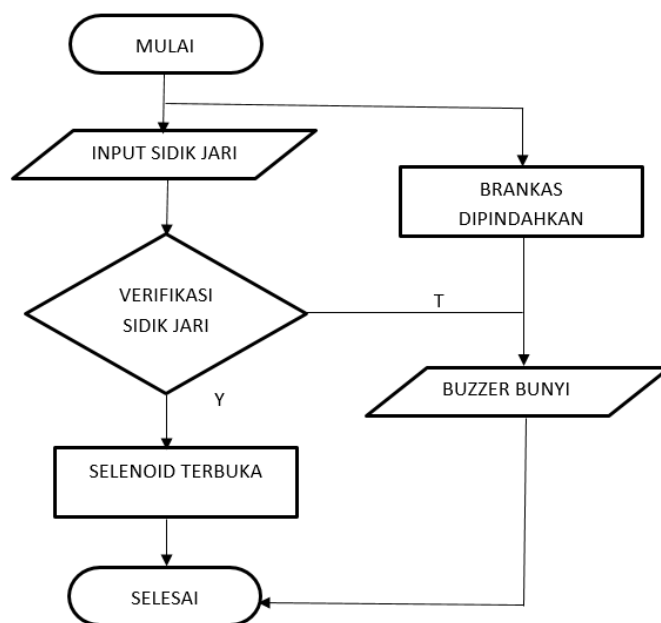 MULAI
INPUT SIDIK JARI
BRANKAS
DIPINDAHKAN
VERIFIKASI
SIDIK JARI
T
BUZZER BUNYI
Y
SELENOID TERBUKA
SELESAI